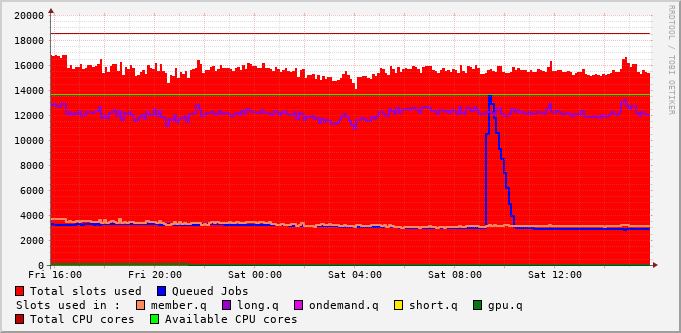 20000
18000
16000
14000
12000
10000
8000
6000
4000
2000
0
Fri 16:00 Fri 20:00 Sat 00:00 Sat 04:00 Sat 08:00 Sat 12:00
Total slots used Queued Jobs
Slots used in : member.q long.q ondemand.q short.q gpu.q
Total CPU cores Available CPU cores
RRDTOOL / TOBI OETIKER